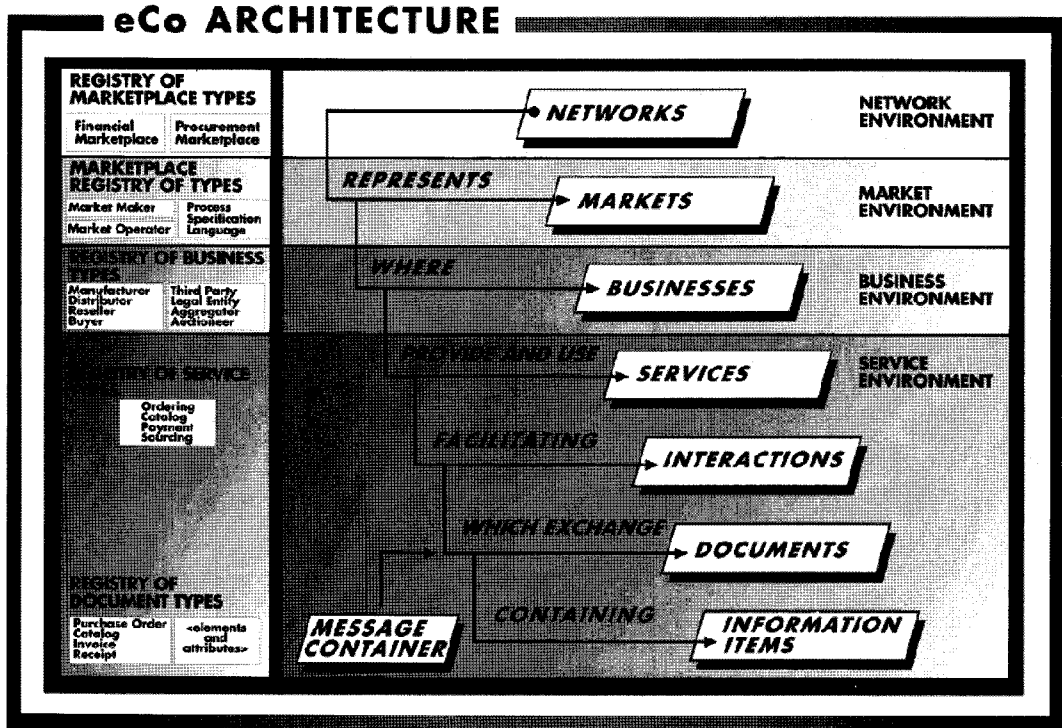 eCo ARCHITECTURE
REGISTRY OF
MARKETPLACE TYPES
Financial
Marketplace
Procurement
Marketplace
NETWORKS
NETWORK
ENVIRONMENT
MARKETPLACE
REGISTRY OF TYPES
Market Maker
Market Operator
Process
Specification
Language
REPRESENTS
MARKETS
MARKET
ENVIRONMENT
REGISTRY OF BUSINESS
TYPES
Manufacturer
Distributor
Reseller
Buyer
Third Party
Legal Entity
Aggregator
Auctioneer
WHERE
BUSINESSES
BUSINESS
ENVIRONMENT
REGISTRY OF SERVICE
Ordering
Catalog
Payment
Sourcing
PROVIDE AND USE
SERVICES
SERVICE
ENVIRONMENT
FACILITATING
INTERACTIONS
WHICH EXCHANGE
DOCUMENTS
REGISTRY OF
DOCUMENT TYPES
Purchase Order
Catalog
Invoice
Receipt
<elements
and
attributes>
MESSAGE
CONTAINER
CONTAINING
INFORMATION
ITEMS